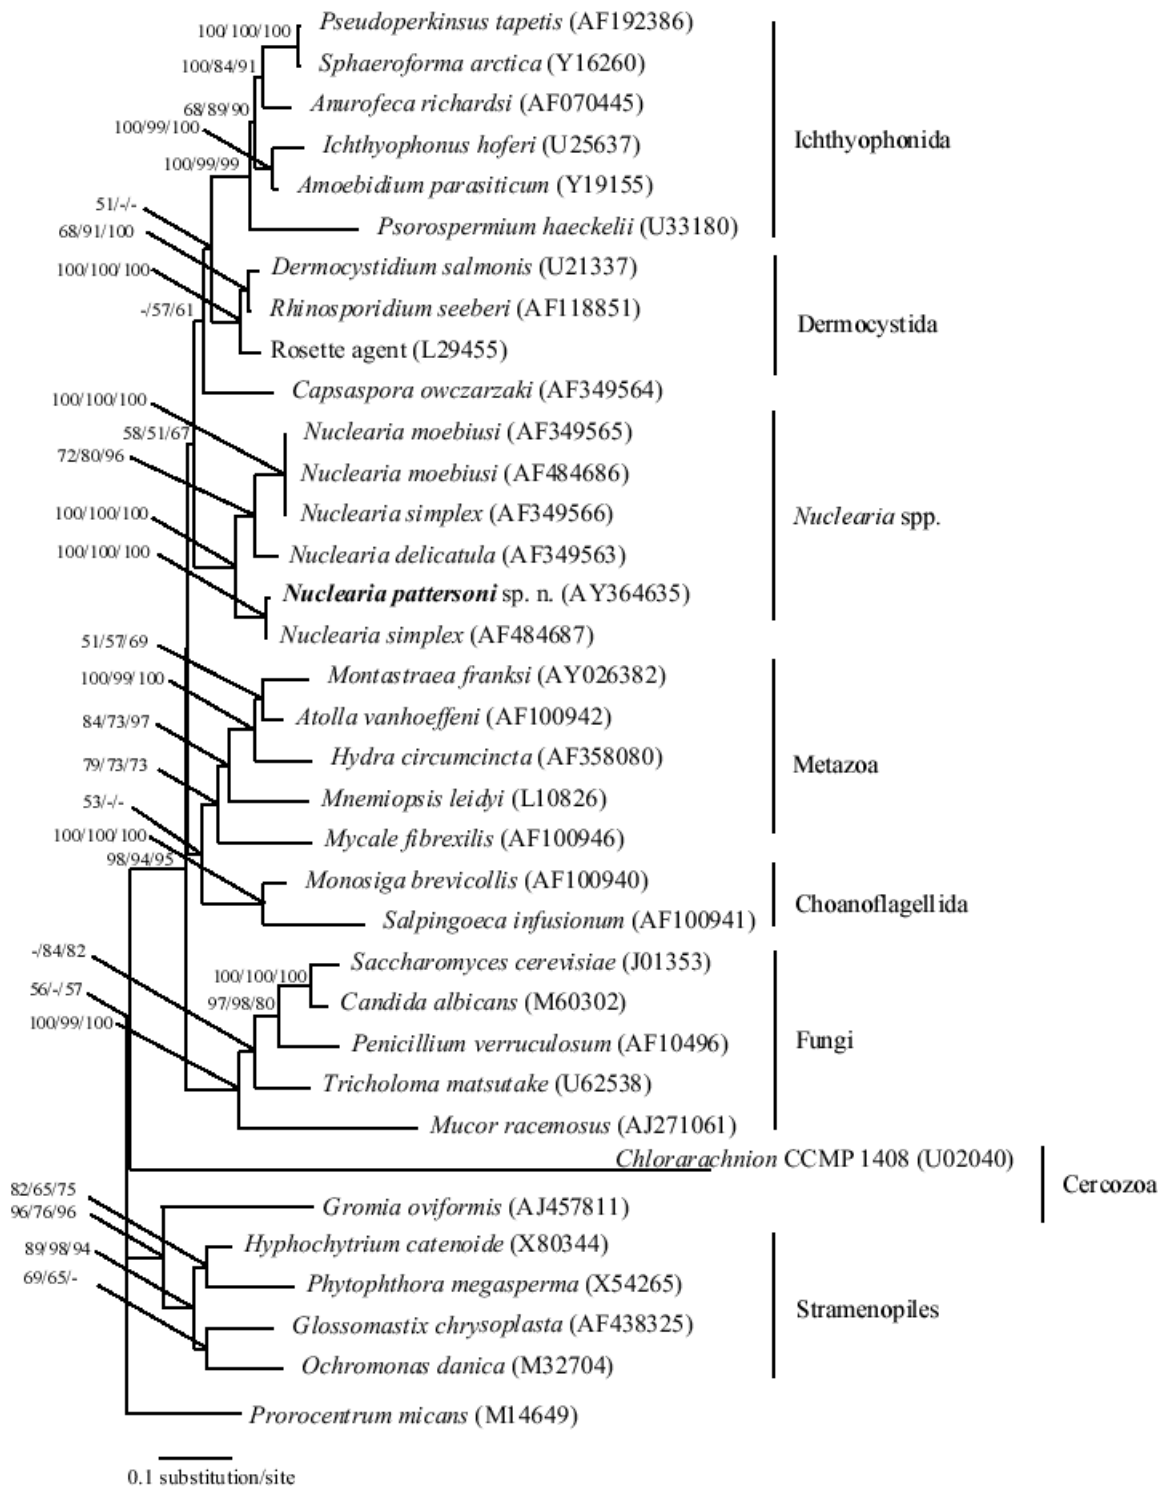 Pseudoperkinsus tapetis (AF192386)
100/100/100
Sphaeroforma arctica (Y16260)
100/84/91
Anurofeca richardsi (AF070445)
68/89/90
100/99/100
Ichthyophonus hoferi (U25637)
Ichthyophonida
100/99/99
Amoebidium parasiticum (Y19155)
51/-/-
Psorospermium haeckelii (U33180)
68/91/100
100/100/100
Dermocystidium salmonis (U21337)
-/57/61
Rhinosporidium seeberi (AF118851)
Dermocystida
Rosette agent (L29455)
Capsaspora owczarzaki (AF349564)
100/100/100
58/51/67
Nuclearia moebiusi (AF349565)
72/80/96
Nuclearia moebiusi (AF484686)
100/100/100
Nuclearia simplex (AF349566)
Nuclearia spp.
100/100/100
Nuclearia delicatula (AF349563)
Nuclearia pattersoni sp. n. (AY364635)
Nuclearia simplex (AF484687)
51/57/69
100/99/100
Montastraea franksi (AY026382)
84/73/97
Atolla vanhoeffeni (AF100942)
79/73/73
Hydra circumcincta (AF358080)
Metazoa
53/-/-
Mnemiopsis leidyi (L10826)
100/100/100
Mycale fibrexilis (AF100946)
98/94/95
Monosiga brevicollis (AF100940)
Choanoflagellida
Salpingoeca infusionum (AF100941)
-/84/82
Saccharomyces cerevisiae (J01353)
100/100/100
56/-/57
97/98/80
Candida albicans (M60302)
100/99/100
Penicillium verruculosum (AF10496)
Fungi
Tricholoma matsutake (U62538)
Mucor racemosus (AJ271061)
Chlorarachnion CCMP 1408 (U02040)
Cercozoa
82/65/75
96/76/96
Gromia oviformis (AJ457811)
89/98/94
Hyphochytrium catenoide (X80344)
69/65/-
Phytophthora megasperma (X54265)
Stramenopiles
Glossomastix chrysoplasta (AF438325)
Ochromonas danica (M32704)
Prorocentrum micans (M14649)
0.1 substitution/site